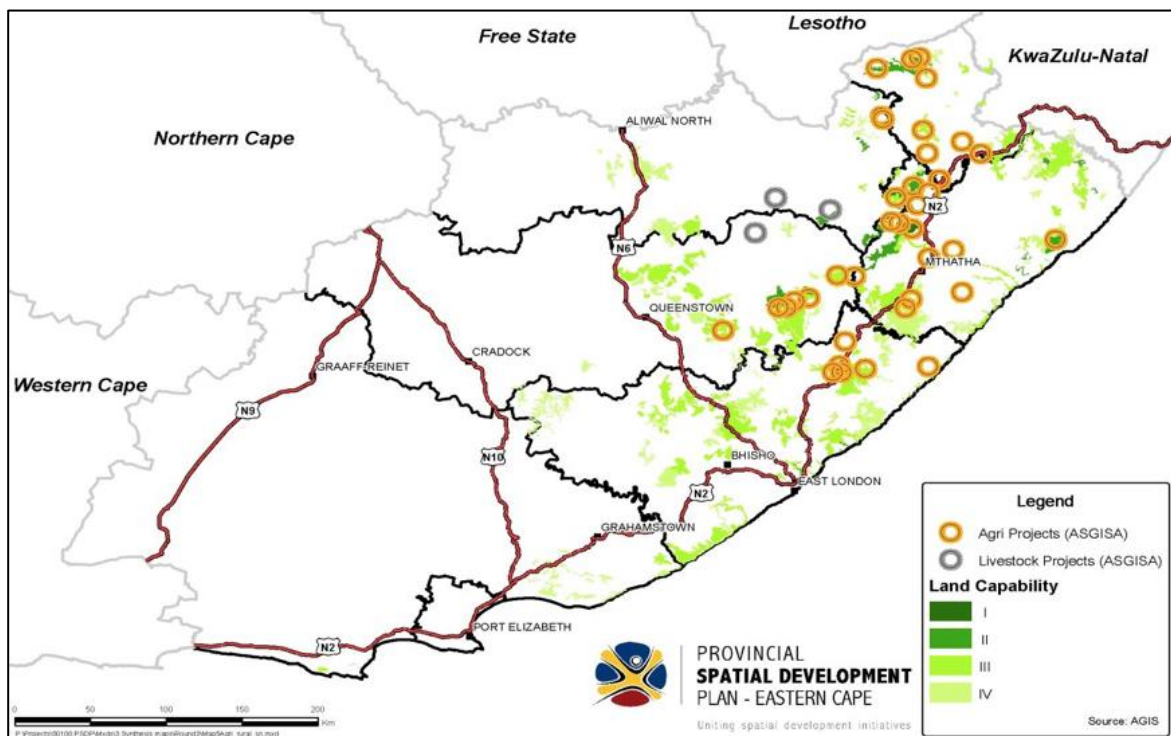 Lesotho
Free State
KwaZulu-Natal
ALIWAL NORTH
Northern Cape
N2
N6
MTHATHA
QUEENSTOWN
CRADOCK
GRAAFF-REINET
Western Cape
N9
N10
BHISHO
N2
EAST LONDON
GRAHAMSTOWN
PORT ELIZABETH
N2
Legend
Agri Projects (ASGISA)
Livestock Projects (ASGISA)
Land Capability
I
II
III
IV
Source: AGIS
PROVINCIAL
SPATIAL DEVELOPMENT
PLAN - EASTERN CAPE
Uniting spatial development initiatives
0 50 100 200
Km